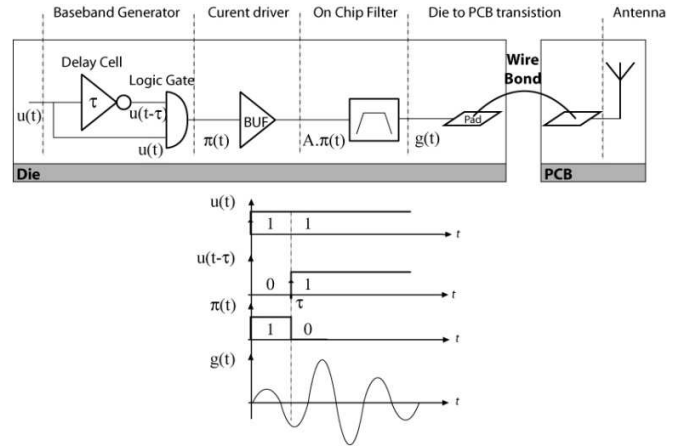 Baseband Generator
Curent driver
On Chip Filter
Die to PCB transistion
Antenna
Delay Cell
Logic Gate
Wire
Bond
τ
u(t)
u(t-τ)
u(t)
π(t)
BUF
A.π(t)
g(t)
Pad
Die
PCB
u(t)
1 1
t
u(t-τ)
0 1
t
τ
π(t)
1 0
t
g(t)
t